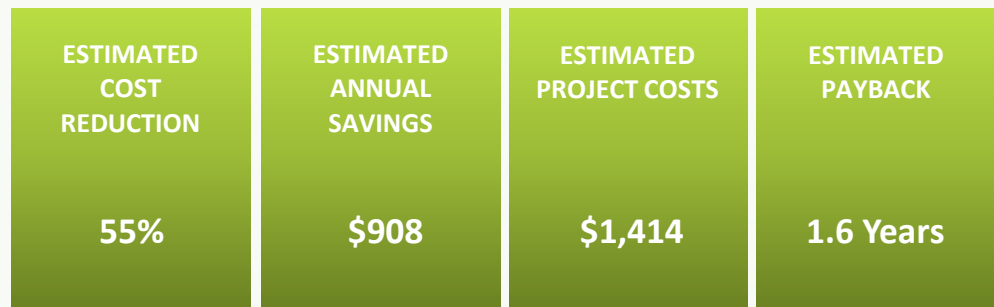 ESTIMATED
COST
REDUCTION
55%
ESTIMATED
ANNUAL
SAVINGS
$908
ESTIMATED
PROJECT COSTS
$1,414
ESTIMATED
PAYBACK
1.6 Years